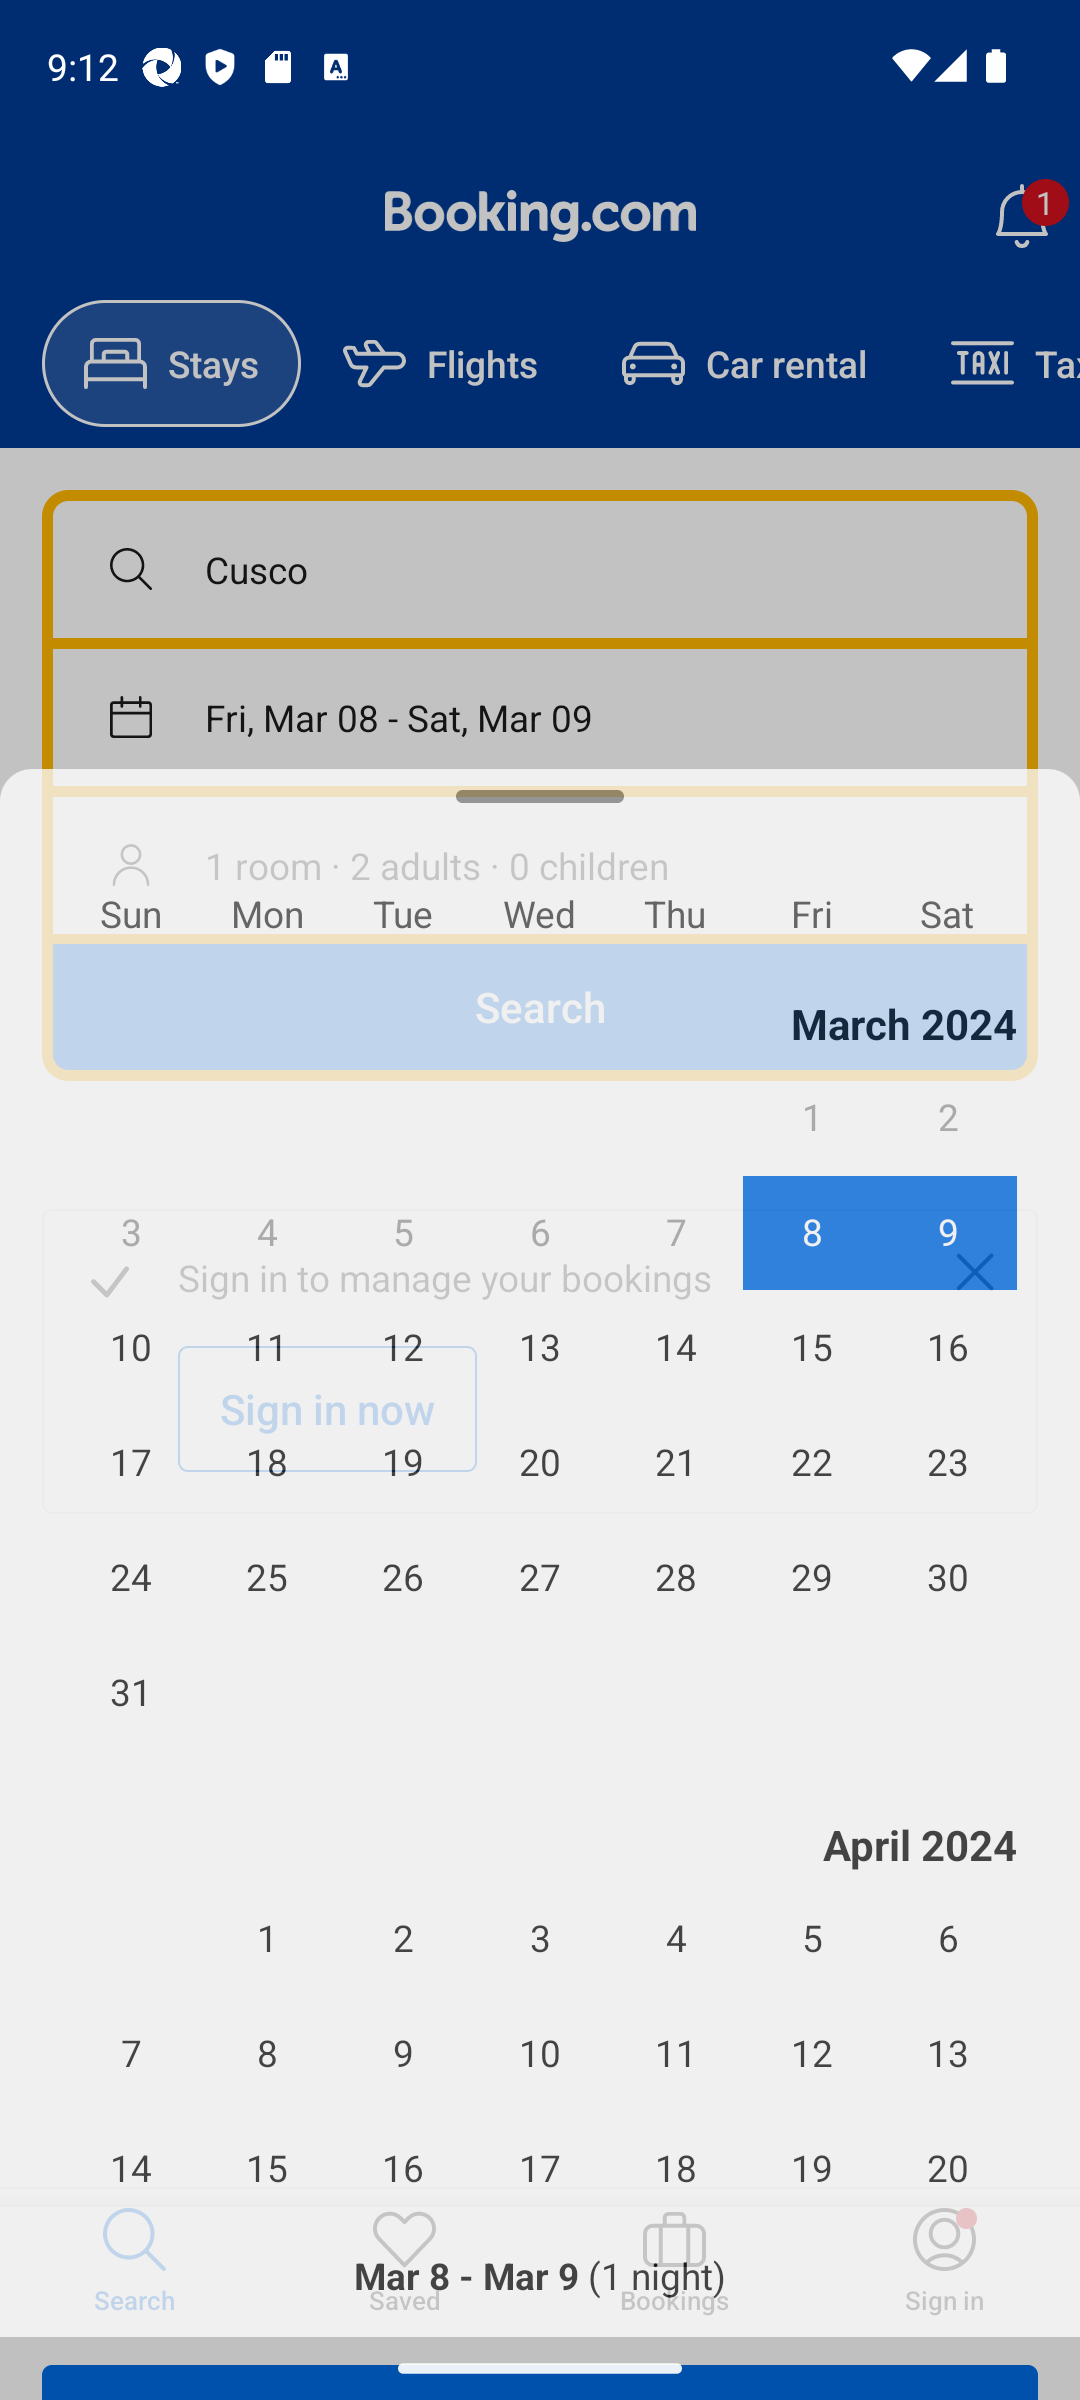 9:12
Booking.com
1
Stays Flights Car rental TAXI Tax
Cusco
Fri, Mar 08 - Sat, Mar 09
1 room · 2 adults · 0 children
Sun Mon Tue Wed Thu Fri Sat
Search
March 2024
1 2
3 4 5 6 7 8 9
Sign in to manage your bookings
10 11 12 13 14 15 16
Sign in now
17 18 19 20 21 22 23
24 25 26 27 28 29 30
31
April 2024
1 2 3 4 5 6
7 8 9 10 11 12 13
14 15 16 17 18 19 20
Mar 8 - Mar 9 (1 night)
Search Saved Bookings Sign in